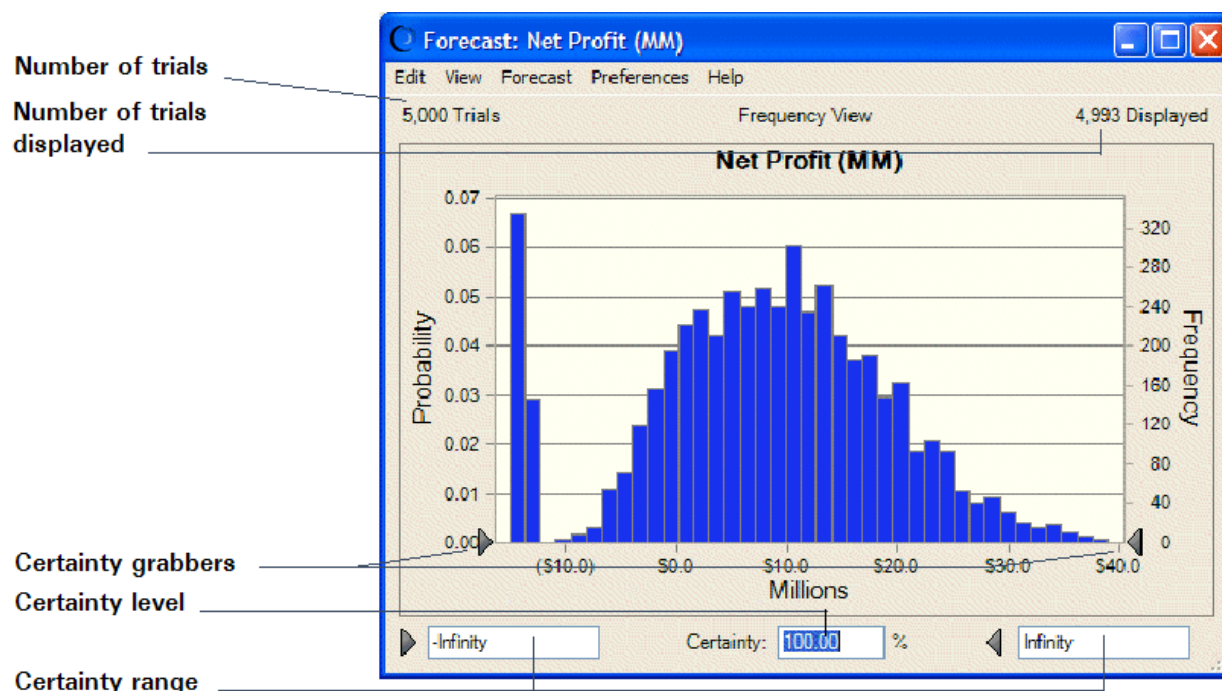 Forecast: Net Profit (MM)
Edit View Forecast Preferences Help
Number of trials
5,000 Trials
Frequency View
4,993 Displayed
Number of trials
displayed
Net Profit (MM)
0.07
0.06
0.05
0.04
0.03
0.02
0.01
0.00
Probability
320
280
240
200
160
120
80
40
0
Frequency
($10.0)
$0.0
$10.0
$20.0
$30.0
$40.0
Millions
Certainty grabbers
Certainty level
-Infinity
Certainty:
100.00
%
Infinity
Certainty range